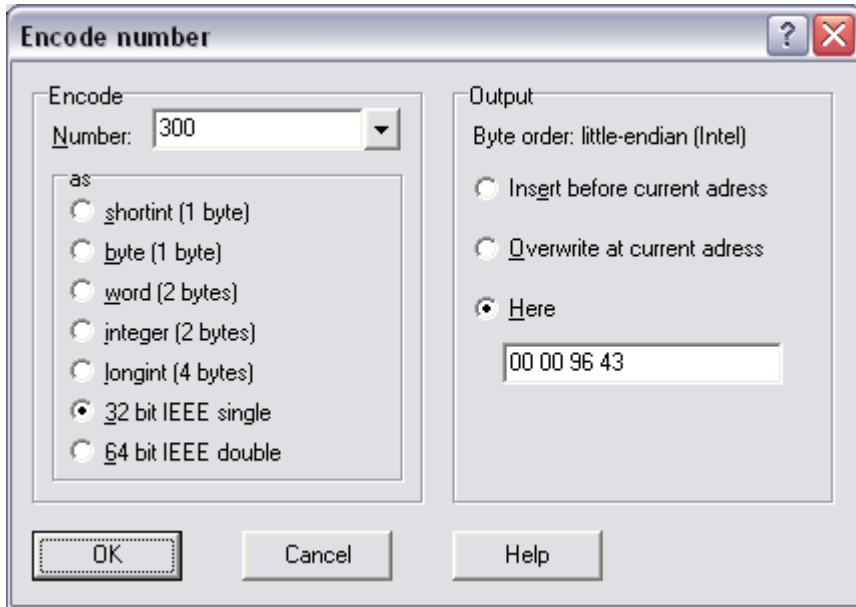 Encode number
Encode
Number: 300
as
shortint (1 byte)
byte (1 byte)
word (2 bytes)
integer (2 bytes)
longint (4 bytes)
32 bit IEEE single
64 bit IEEE double
Output
Byte order: little-endian (Intel)
Insert before current adress
Overwrite at current adress
Here
00 00 96 43
OK
Cancel
Help